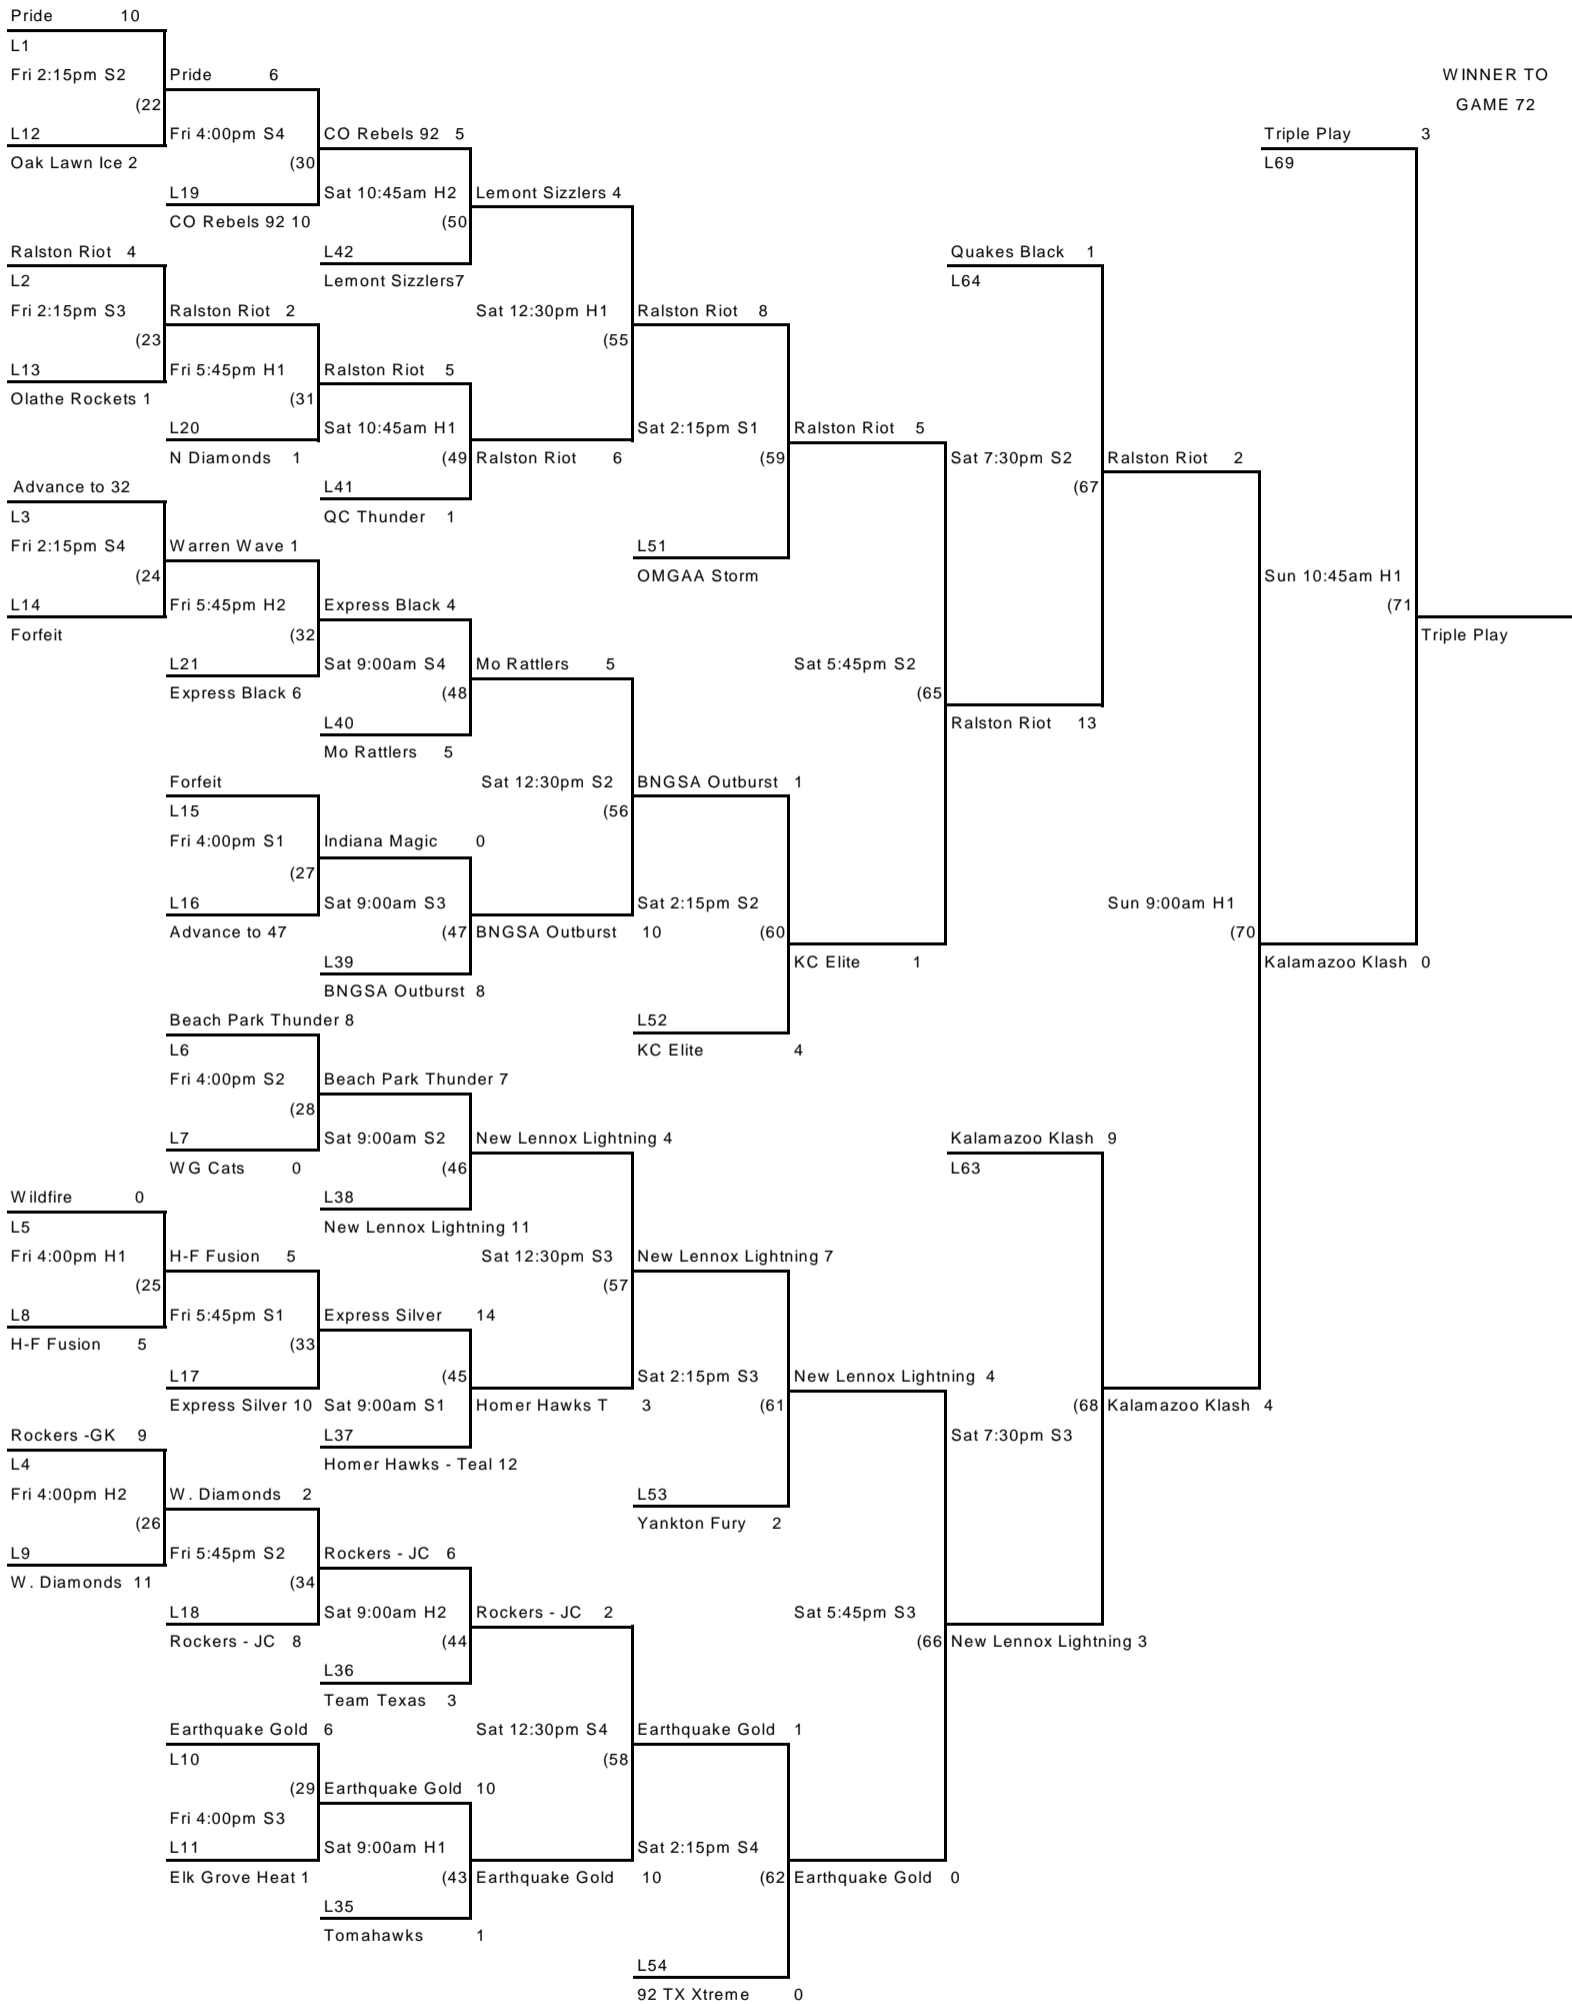 Pride 10
L1
Fri 2:15pm S2 Pride 6 WINNER TO
(22 GAME 72
L12 Fri 4:00pm S4 CO Rebels 92 5 Triple Play 3
Oak Lawn Ice 2 (30 L69
L19 Sat 10:45am H2 Lemont Sizzlers 4
CO Rebels 92 10 (50
Ralston Riot 4 L42 Quakes Black 1
L2 Lemont Sizzlers7 L64
Fri 2:15pm S3 Ralston Riot 2 Sat 12:30pm H1 Ralston Riot 8
(23 (55
L13 Fri 5:45pm H1 Ralston Riot 5
Olathe Rockets 1 (31
L20 Sat 10:45am H1 Sat 2:15pm S1 Ralston Riot 5
N Diamonds 1 (49 Ralston Riot 6 (59 Sat 7:30pm S2 Ralston Riot 2
Advance to 32 L41 (67
L3 QC Thunder 1
Fri 2:15pm S4 Warren Wave 1 L51
(24 OMGAA Storm Sun 10:45am H1
L14 Fri 5:45pm H2 Express Black 4 (71
Forfeit (32 Triple Play
L21 Sat 9:00am S4 Mo Rattlers 5 Sat 5:45pm S2
Express Black 6 (48 (65
L40 Ralston Riot 13
Mo Rattlers 5
Forfeit Sat 12:30pm S2 BNGSA Outburst 1
L15 (56
Fri 4:00pm S1 Indiana Magic 0
(27
L16 Sat 9:00am S3 Sat 2:15pm S2 Sun 9:00am H1
Advance to 47 (47 BNGSA Outburst 10 (60 (70
L39 KC Elite 1 Kalamazoo Klash 0
BNGSA Outburst 8
Beach Park Thunder 8 L52
L6 KC Elite 4
Fri 4:00pm S2 Beach Park Thunder 7
(28
L7 Sat 9:00am S2 New Lennox Lightning 4 Kalamazoo Klash 9
WG Cats 0 (46 L63
Wildfire 0 L38
L5 New Lennox Lightning 11
Fri 4:00pm H1 H-F Fusion 5 Sat 12:30pm S3 New Lennox Lightning 7
(25 (57
L8 Fri 5:45pm S1 Express Silver 14
H-F Fusion 5 (33
L17 (45 Sat 2:15pm S3 New Lennox Lightning 4
Express Silver 10 Sat 9:00am S1 Homer Hawks T 3 (61 (68 Kalamazoo Klash 4
Rockers -GK 9 L37 Sat 7:30pm S3
L4 Homer Hawks - Teal 12
Fri 4:00pm H2 W. Diamonds 2 L53
(26 Yankton Fury 2
L9 Fri 5:45pm S2 Rockers - JC 6
W. Diamonds 11 (34
L18 Sat 9:00am H2 Rockers - JC 2 Sat 5:45pm S3
Rockers - JC 8 (44 (66 New Lennox Lightning 3
L36
Team Texas 3
Earthquake Gold 6 Sat 12:30pm S4 Earthquake Gold 1
L10 (58
(29 Earthquake Gold 10
Fri 4:00pm S3
L11 Sat 9:00am H1 Sat 2:15pm S4
Elk Grove Heat 1 (43 Earthquake Gold 10 (62 Earthquake Gold 0
L35
Tomahawks 1
L54
92 TX Xtreme 0